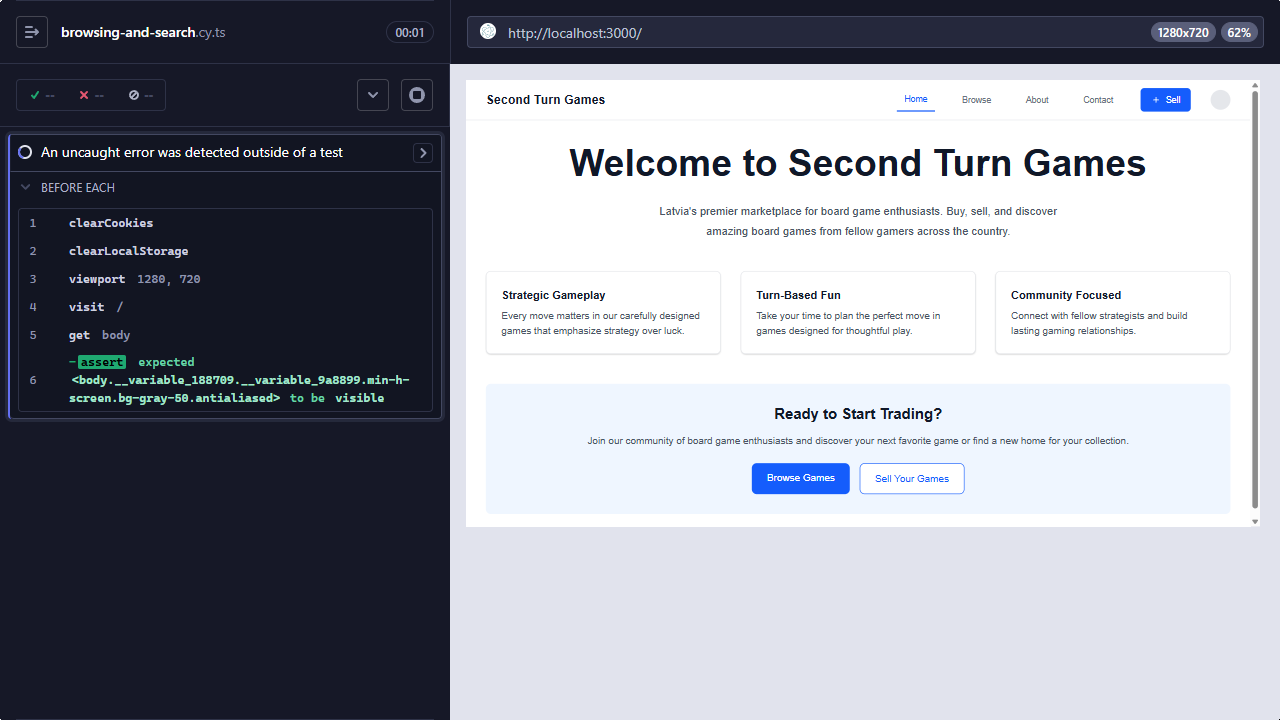 browsing-and-search.cy.ts
00:01
--
--
--
An uncaught error was detected outside of a test
BEFORE EACH
1 clearCookies
2 clearLocalStorage
3 viewport 1280, 720
4 visit /
5 get body
6 -assert expected
<body.__variable_188709.__variable_9a8899.min-h-
screen.bg-gray-50.antialiased> to be visible
http://localhost:3000/
1280x720
62%
Second Turn Games
Home
Browse
About
Contact
+ Sell
Welcome to Second Turn Games
Latvia's premier marketplace for board game enthusiasts. Buy, sell, and discover
amazing board games from fellow gamers across the country.
Strategic Gameplay
Every move matters in our carefully designed
games that emphasize strategy over luck.
Turn-Based Fun
Take your time to plan the perfect move in
games designed for thoughtful play.
Community Focused
Connect with fellow strategists and build
lasting gaming relationships.
Ready to Start Trading?
Join our community of board game enthusiasts and discover your next favorite game or find a new home for your collection.
Browse Games
Sell Your Games